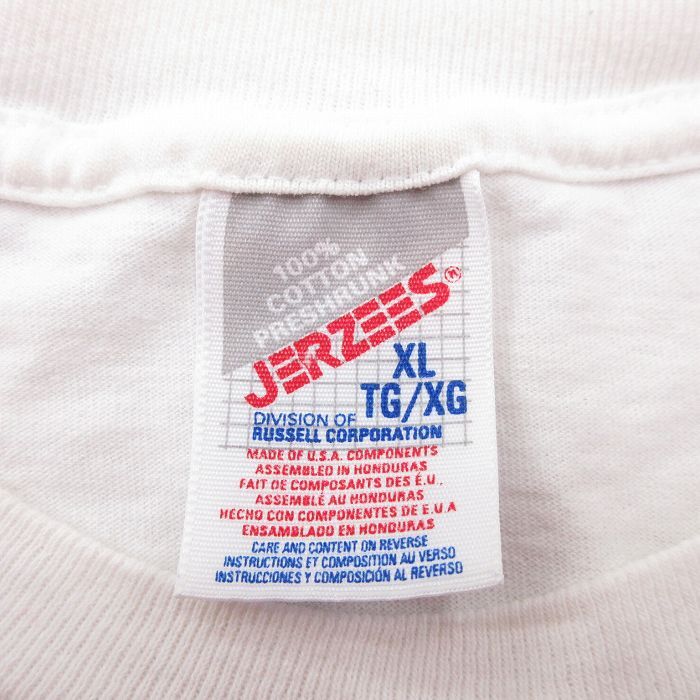 100%
COTTON
PRESHRUNK
JERZEES®
XL
TG/XG
DIVISION OF
RUSSELL CORPORATION
MADE OF U.S.A. COMPONENTS
ASSEMBLED IN HONDURAS
FAIT DE COMPOSANTS DES É.U.,
ASSEMBLÉ AU HONDURAS
HECHO CON COMPONENTES DE E.U.A
ENSAMBLADO EN HONDURAS
CARE AND CONTENT ON REVERSE
INSTRUCTIONS ET COMPOSITION AU VERSO
INSTRUCCIONES Y COMPOSICIÓN AL REVERSO